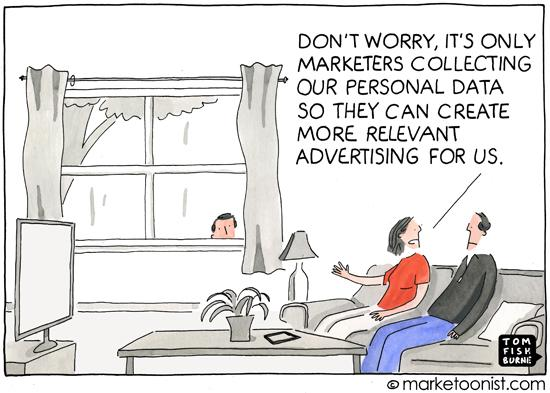 DON'T WORRY, IT'S ONLY
MARKETERS COLLECTING
OUR PERSONAL DATA
SO THEY CAN CREATE
MORE RELEVANT
ADVERTISING FOR US.
TOM
FISH
BURNE
© marketoonist.com